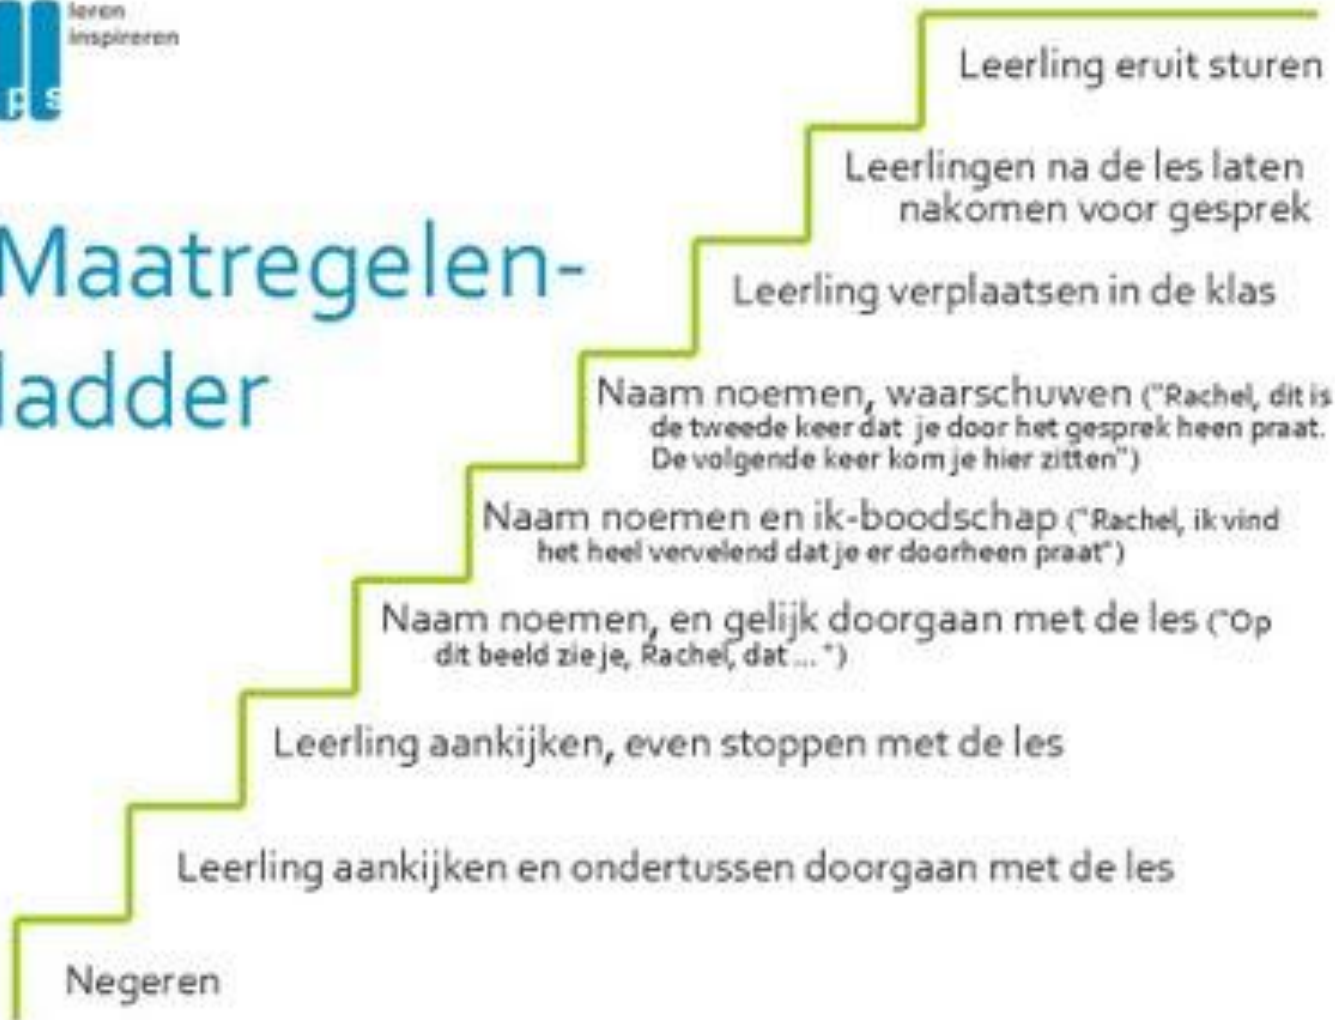 leren
inspireren
ps
Maatregelen-
ladder
Leerling eruit sturen
Leerlingen na de les laten
nakomen voor gesprek
Leerling verplaatsen in de klas
Naam noemen, waarschuwen ("Rachel, dit is
de tweede keer dat je door het gesprek heen praat.
De volgende keer kom je hier zitten")
Naam noemen en ik-boodschap ("Rachel, ik vind
het heel vervelend dat je er doorheen praat")
Naam noemen, en gelijk doorgaan met de les ("Op
dit beeld zie je, Rachel, dat ... ")
Leerling aankijken, even stoppen met de les
Leerling aankijken en ondertussen doorgaan met de les
Negeren